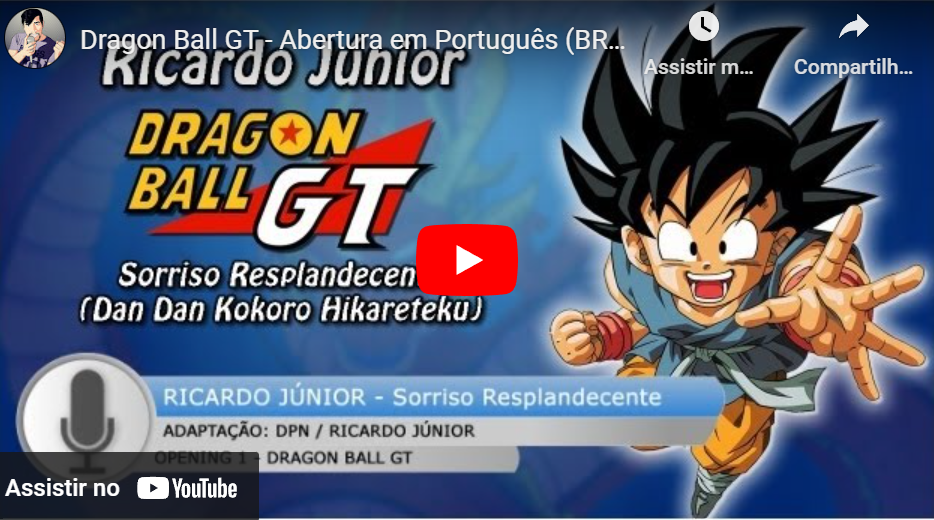 Dragon Ball GT - Abertura em Português (BR...
Assistir m...
Compartilh...
Ricardo Júnior
DRAGON
BALL GT
Sorriso Resplandecen
(Dan Dan Kokoro Hikareteku)
RICARDO JÚNIOR - Sorriso Resplandecente
ADAPTAÇÃO: DPN / RICARDO JÚNIOR
OPENING 1 - DRAGON BALL GT
Assistir no YouTube